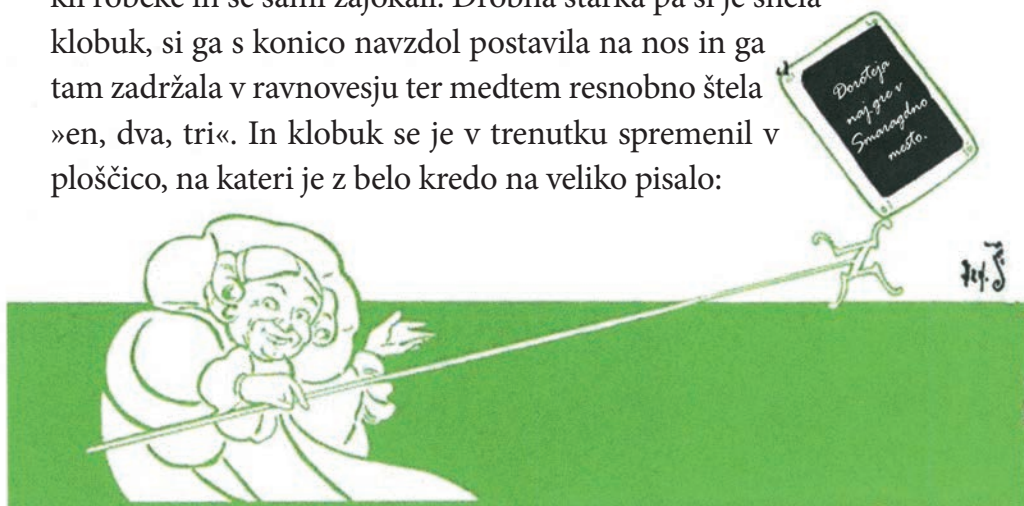 kli robčke in se sami zajokali. Drobna starka pa si je snela
klobuk, si ga s konico navzdol postavila na nos in ga
tam zadržala v ravnovesju ter medtem resnobno štela
»en, dva, tri«. In klobuk se je v trenutku spremenil v
ploščico, na kateri je z belo kredo na veliko pisalo:
Doroteja
naj gre v
Smaragdno
mesto.